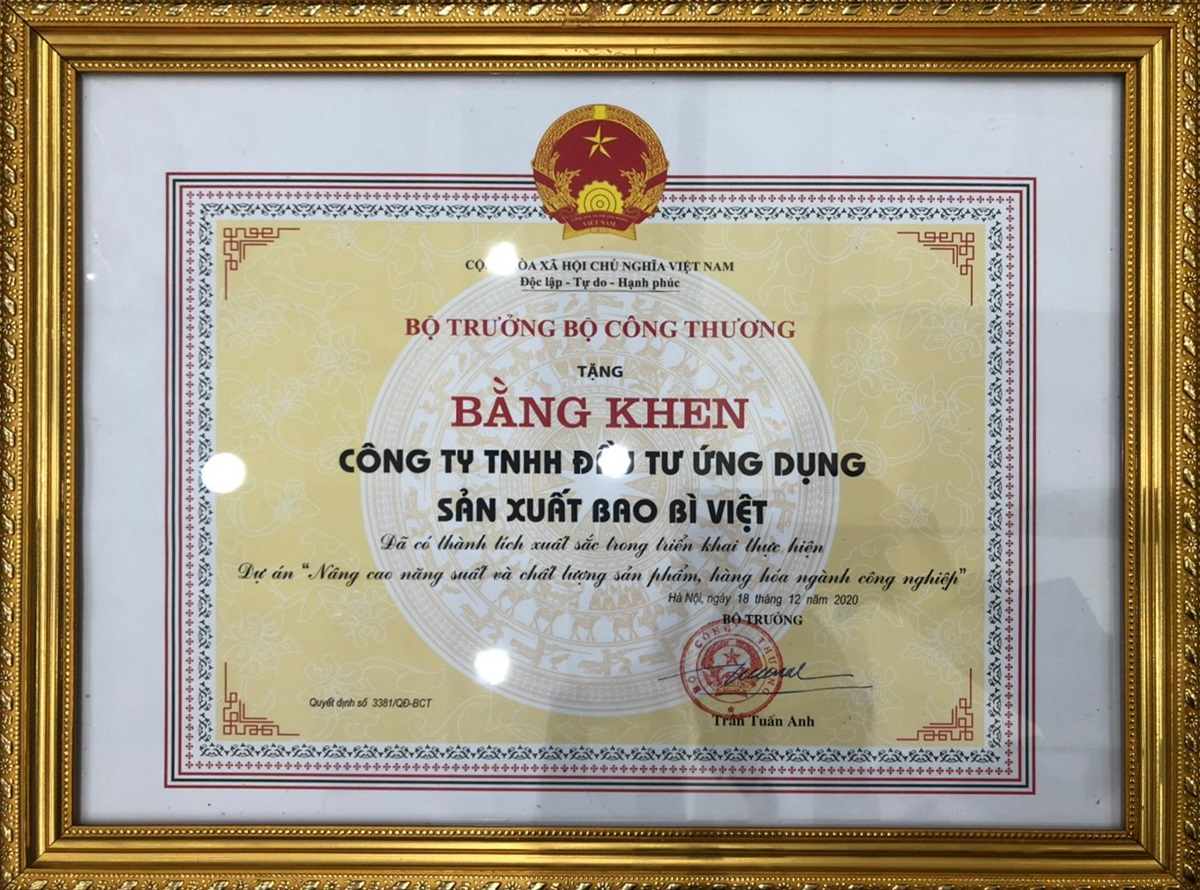 VIỆT NAM
CỘNG HÒA XÃ HỘI CHỦ NGHĨA VIỆT NAM
Độc lập - Tự do - Hạnh phúc
BỘ TRƯỞNG BỘ CÔNG THƯƠNG
TẶNG
BẰNG KHEN
CÔNG TY TNHH ĐẦU TƯ ỨNG DỤNG
SẢN XUẤT BAO BÌ VIỆT
Đã có thành tích xuất sắc trong triển khai thực hiện
Dự án “Nâng cao năng suất và chất lượng sản phẩm, hàng hóa ngành công nghiệp”
Hà Nội, ngày 18 tháng 12 năm 2020
BỘ TRƯỞNG
BỘ CÔNG THƯƠNG
Quyết định số 3381/QĐ-BCT
Trần Tuấn Anh